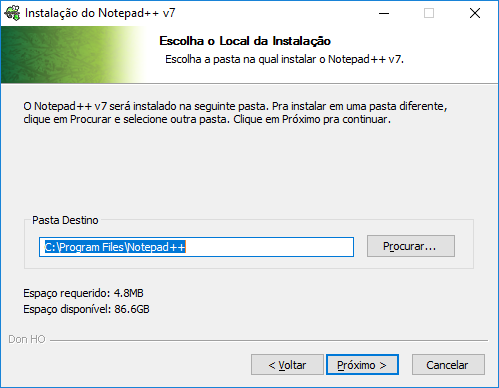 Instalação do Notepad++ v7
Escolha o Local da Instalação
Escolha a pasta na qual instalar o Notepad++ v7.
O Notepad++ v7 será instalado na seguinte pasta. Pra instalar em uma pasta diferente,
clique em Procurar e selecione outra pasta. Clique em Próximo pra continuar.
Pasta Destino
C:\Program Files\Notepad++
Procurar...
Espaço requerido: 4.8MB
Espaço disponível: 86.6GB
Don HO
< Voltar
Próximo >
Cancelar